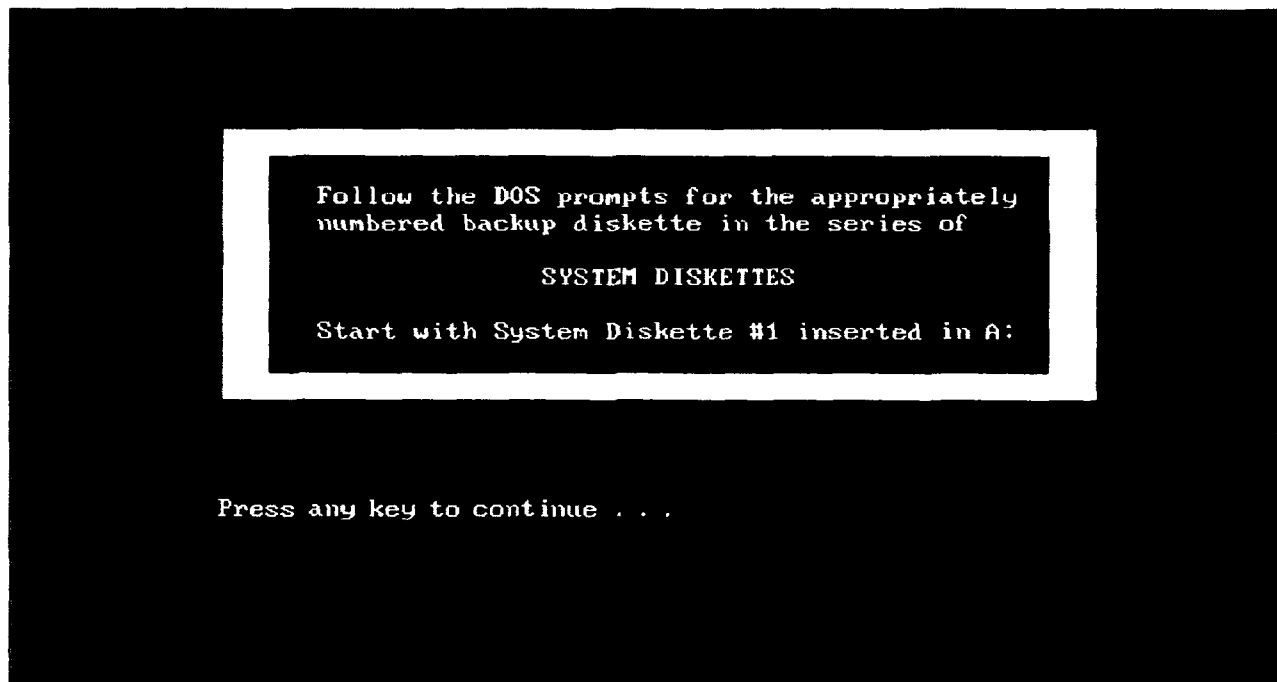 Follow the DOS prompts for the appropriately
numbered backup diskette in the series of
SYSTEM DISKETTES
Start with System Diskette #1 inserted in A:
Press any key to continue . . .